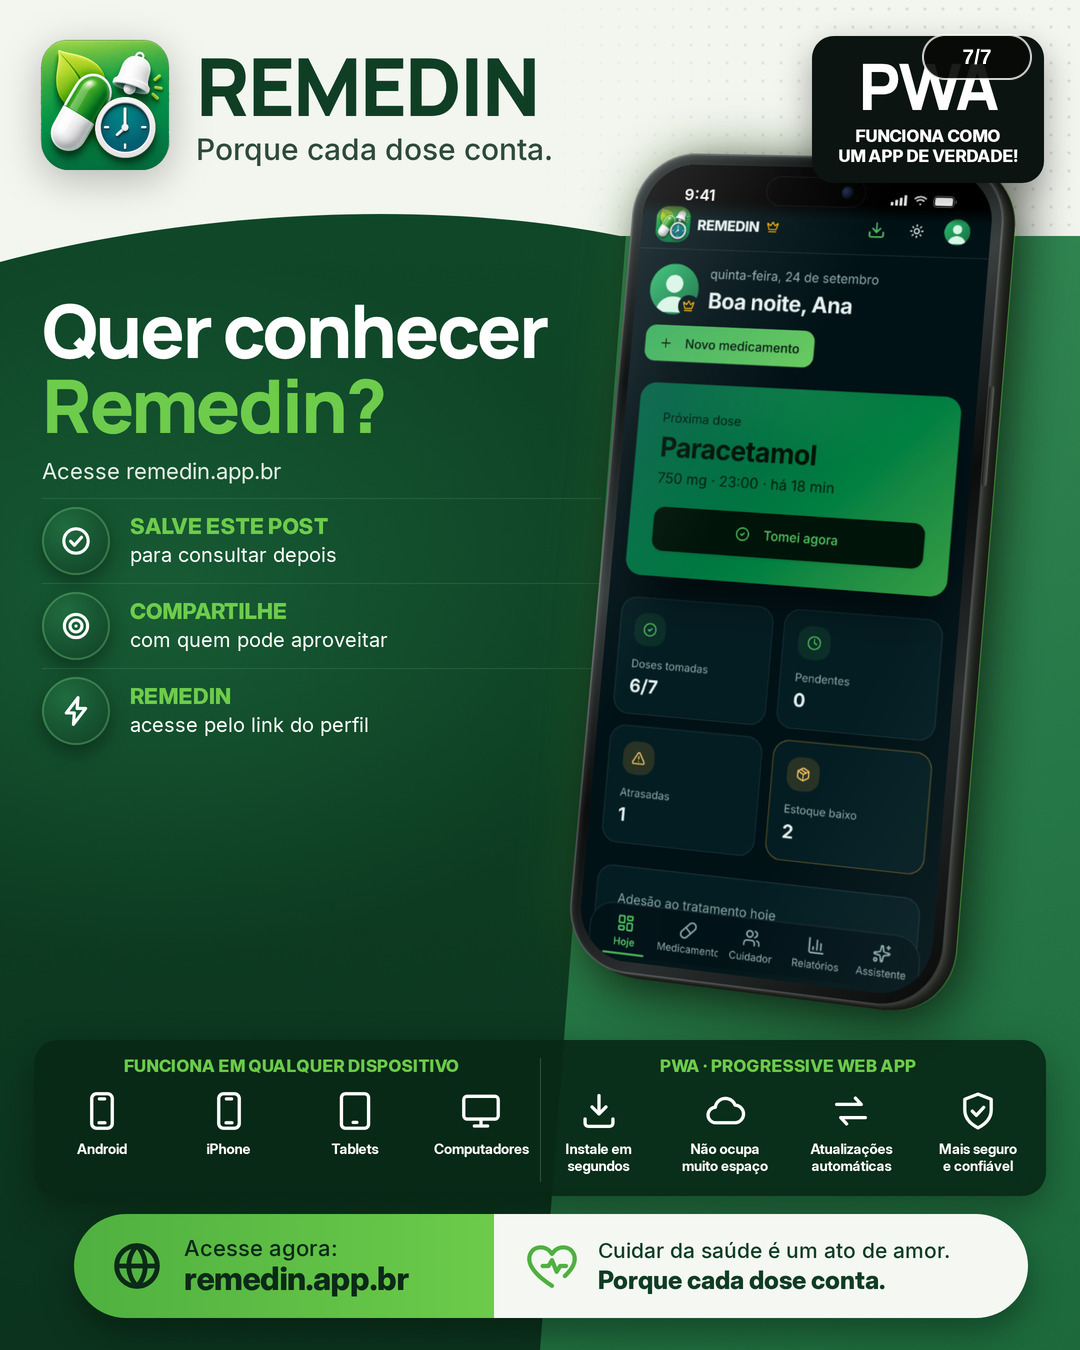 REMEDIN
Porque cada dose conta.
7/7
PWA
FUNCIONA COMO
UM APP DE VERDADE!
Quer conhecer
Remedin?
Acesse remedin.app.br
SALVE ESTE POST
para consultar depois
COMPARTILHE
com quem pode aproveitar
REMEDIN
acesse pelo link do perfil
9:41
REMEDIN
quinta-feira, 24 de setembro
Boa noite, Ana
+ Novo medicamento
Próxima dose
Paracetamol
750 mg · 23:00 · há 18 min
Tomei agora
Doses tomadas
6/7
Pendentes
0
Atrasadas
1
Estoque baixo
2
Adesão ao tratamento hoje
Hoje
Medicamentc
Cuidador
Relatórios
Assistente
FUNCIONA EM QUALQUER DISPOSITIVO
Android
iPhone
Tablets
Computadores
PWA · PROGRESSIVE WEB APP
Instale em
segundos
Não ocupa
muito espaço
Atualizações
automáticas
Mais seguro
e confiável
Acesse agora:
remedin.app.br
Cuidar da saúde é um ato de amor.
Porque cada dose conta.